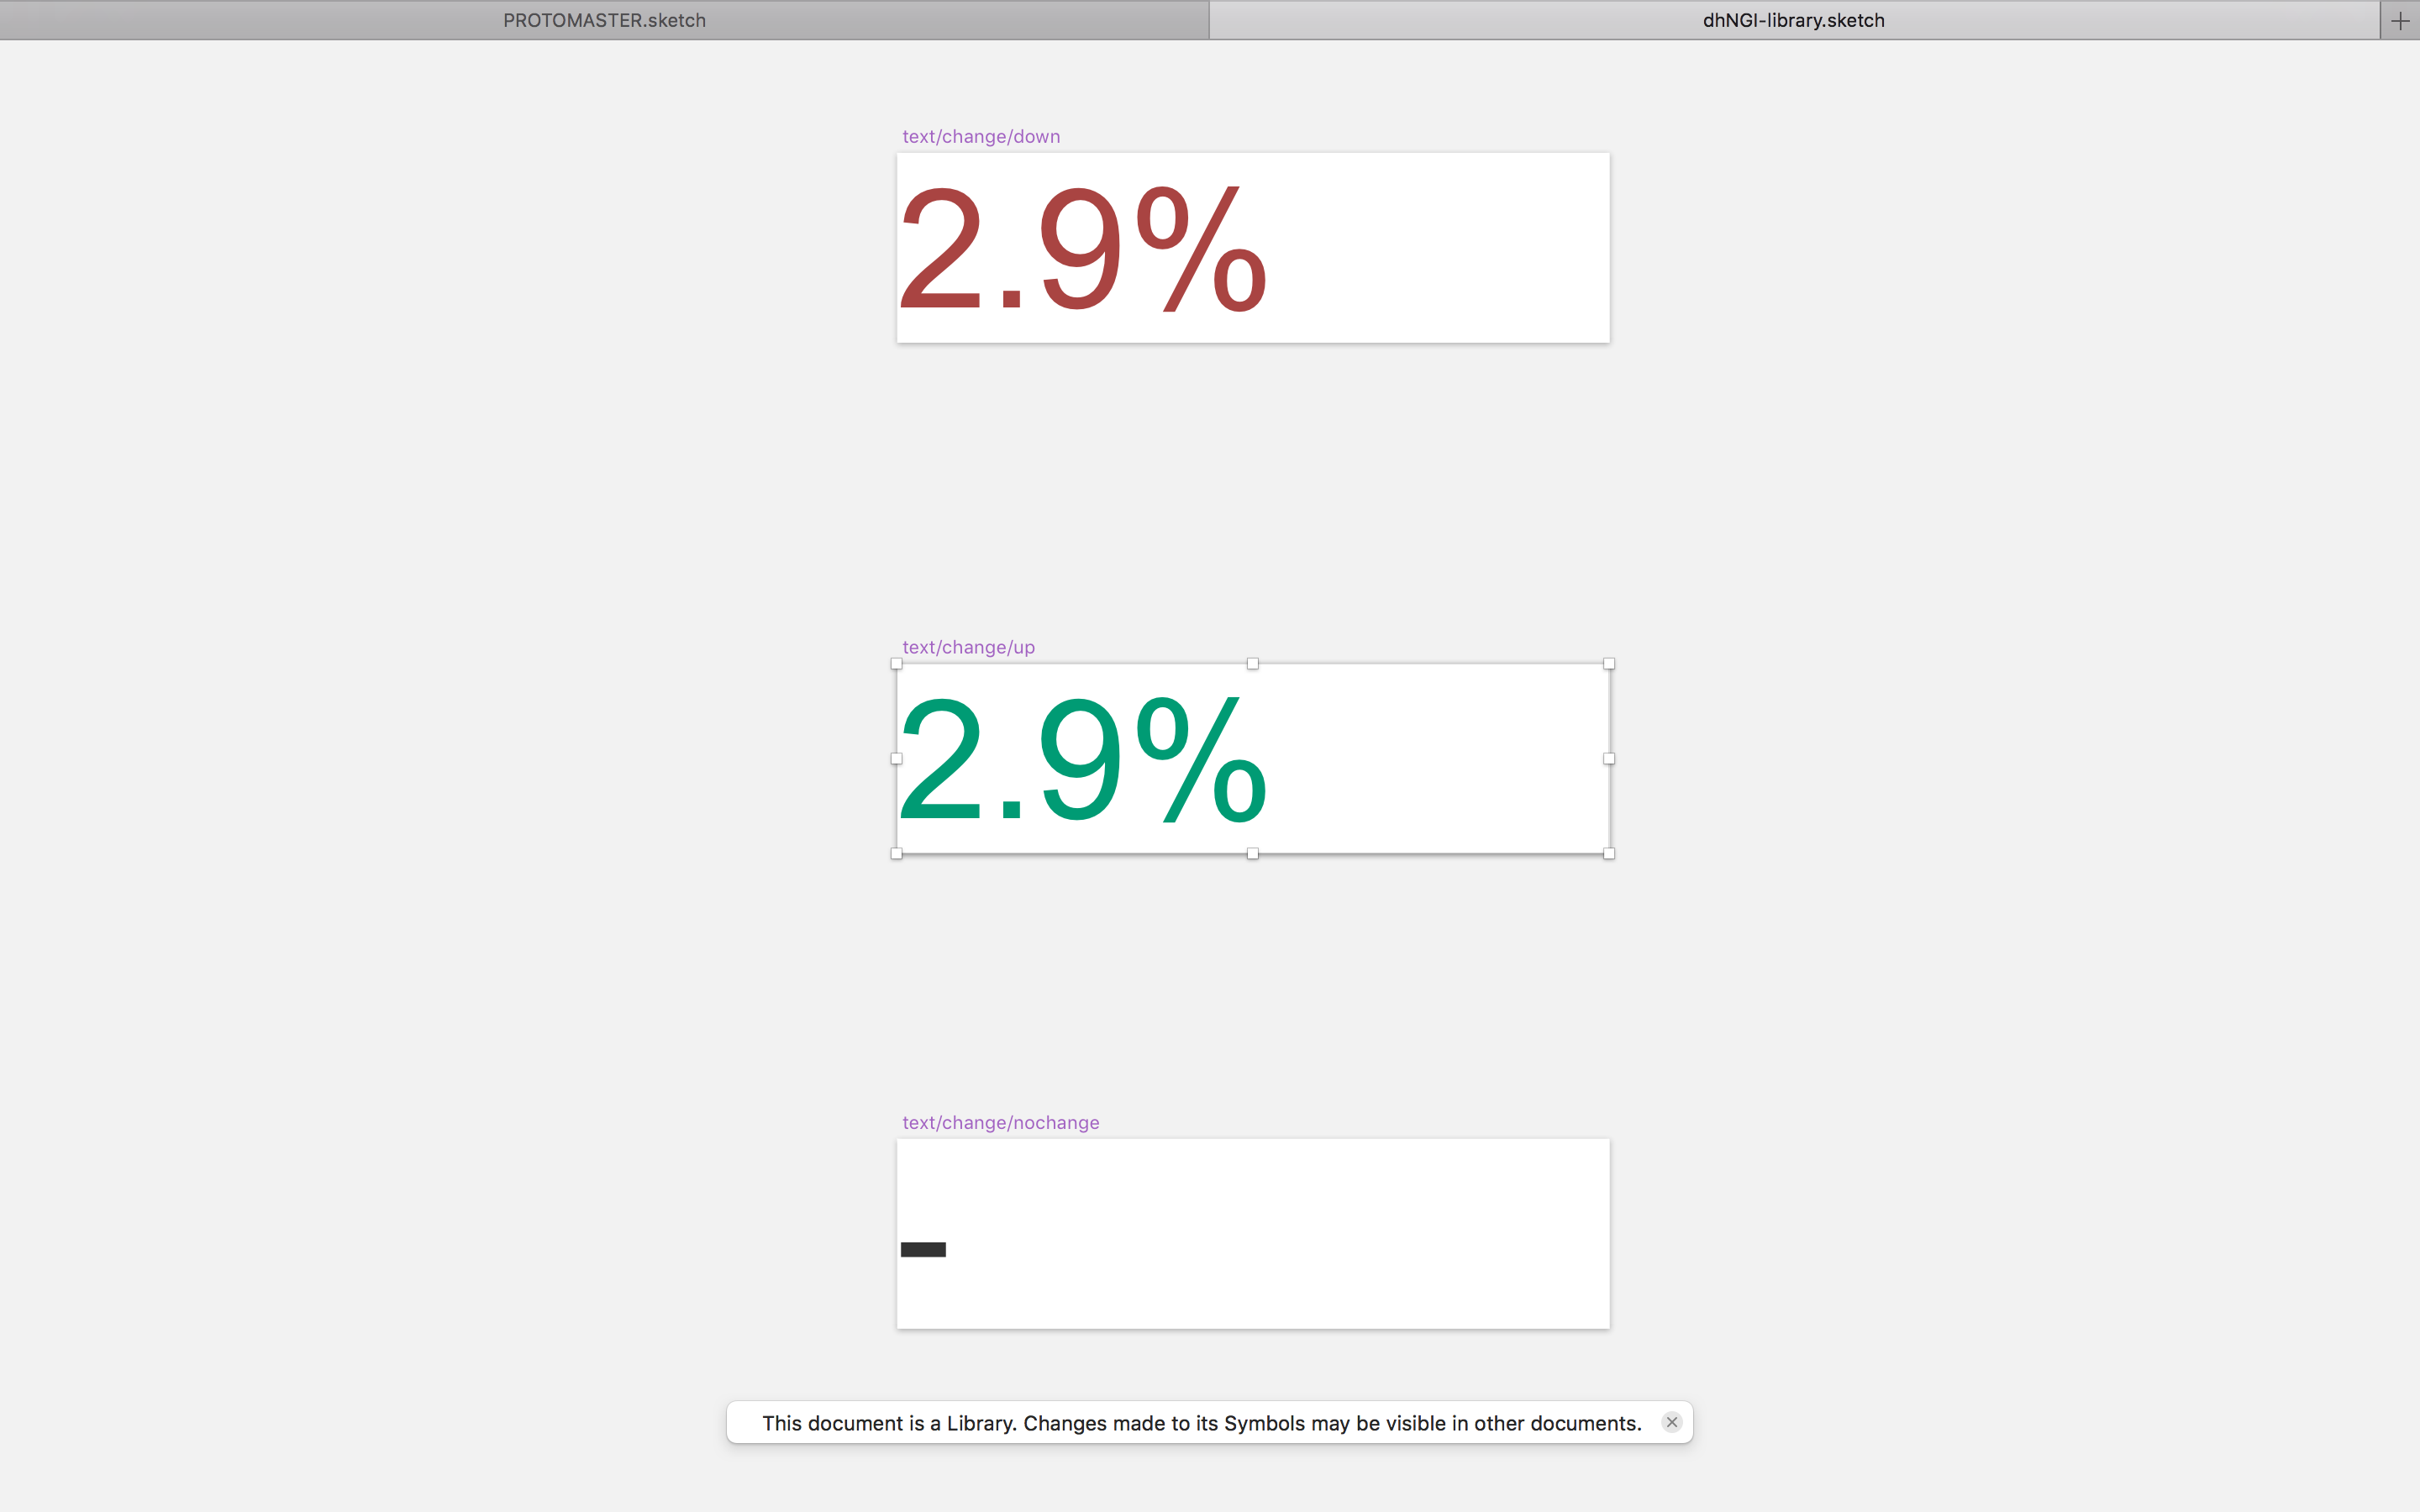 PROTOMASTER.sketch
dhNGI-library.sketch
text/change/down
2.9%
text/change/up
2.9%
text/change/nochange
-
This document is a Library. Changes made to its Symbols may be visible in other documents.